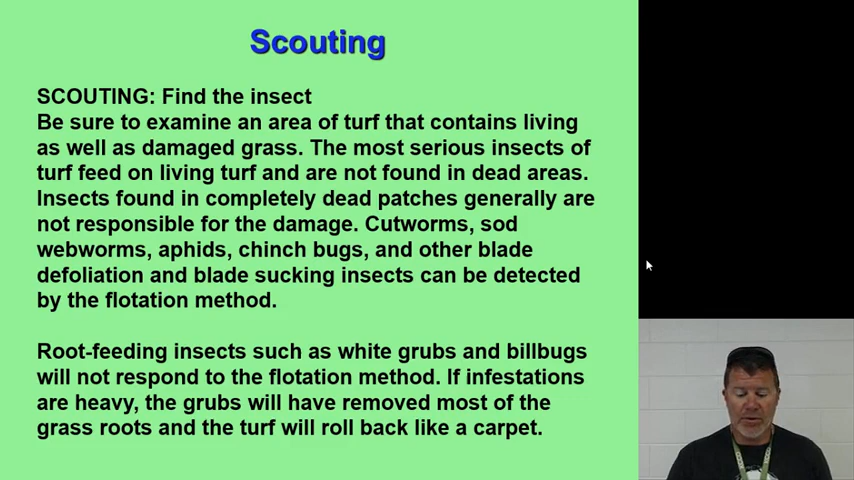 Scouting
SCOUTING: Find the insect
Be sure to examine an area of turf that contains living
as well as damaged grass. The most serious insects of
turf feed on living turf and are not found in dead areas.
Insects found in completely dead patches generally are
not responsible for the damage. Cutworms, sod
webworms, aphids, chinch bugs, and other blade
defoliation and blade sucking insects can be detected
by the flotation method.
Root-feeding insects such as white grubs and billbugs
will not respond to the flotation method. If infestations
are heavy, the grubs will have removed most of the
grass roots and the turf will roll back like a carpet.